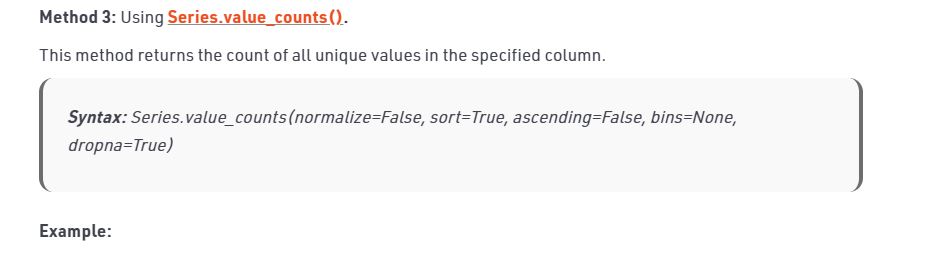 Method 3: Using Series.value_counts().
This method returns the count of all unique values in the specified column.
Syntax: Series.value_counts(normalize=False, sort=True, ascending=False, bins=None,
dropna=True)
Example: